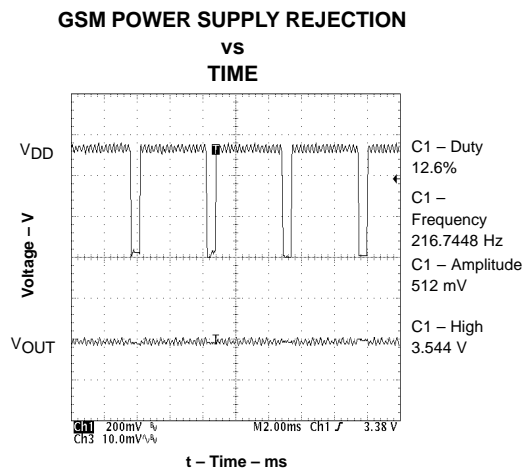 GSM POWER SUPPLY REJECTION
vs
TIME
VDD
VOUT
Voltage – V
T
C1 – Duty
12.6%
C1 –
Frequency
216.7448 Hz
C1 – Amplitude
512 mV
C1 – High
3.544 V
Ch1 200mV M2.00ms Ch1 3.38 V
Ch3 10.0mV
t – Time – ms